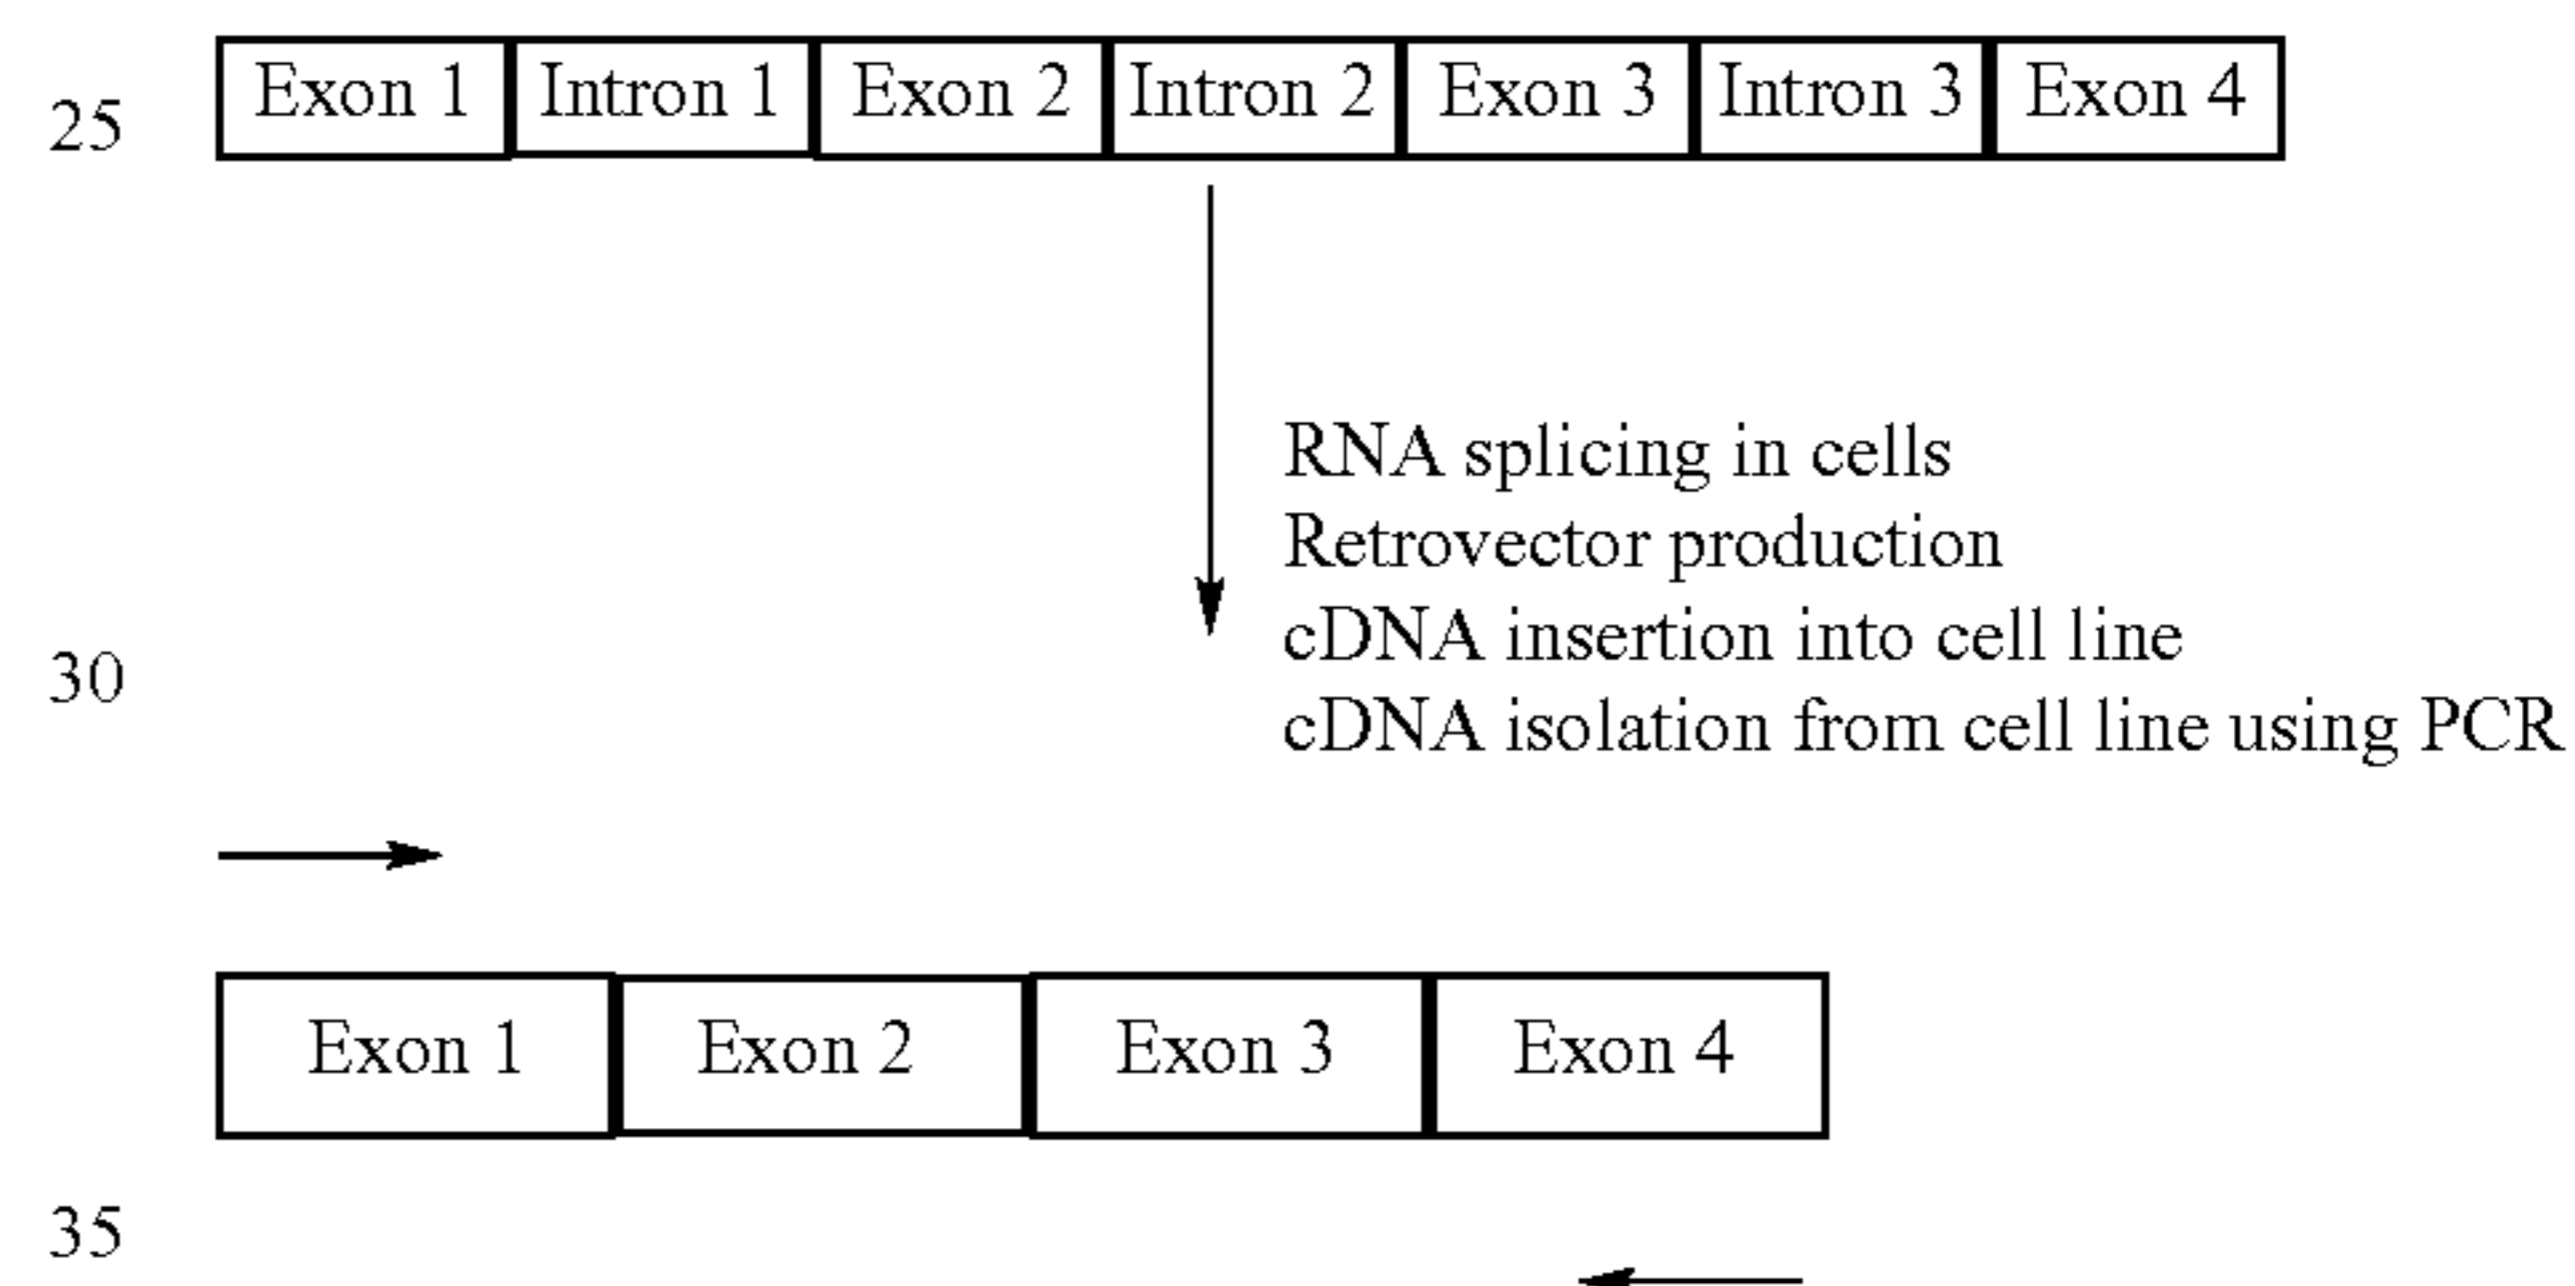 25 Exon 1 Intron 1 Exon 2 Intron 2 Exon 3 Intron 3 Exon 4
RNA splicing in cells
Retrovector production
cDNA insertion into cell line
30
cDNA isolation from cell line using PCR
Exon 1 Exon 2 Exon 3 Exon 4
35